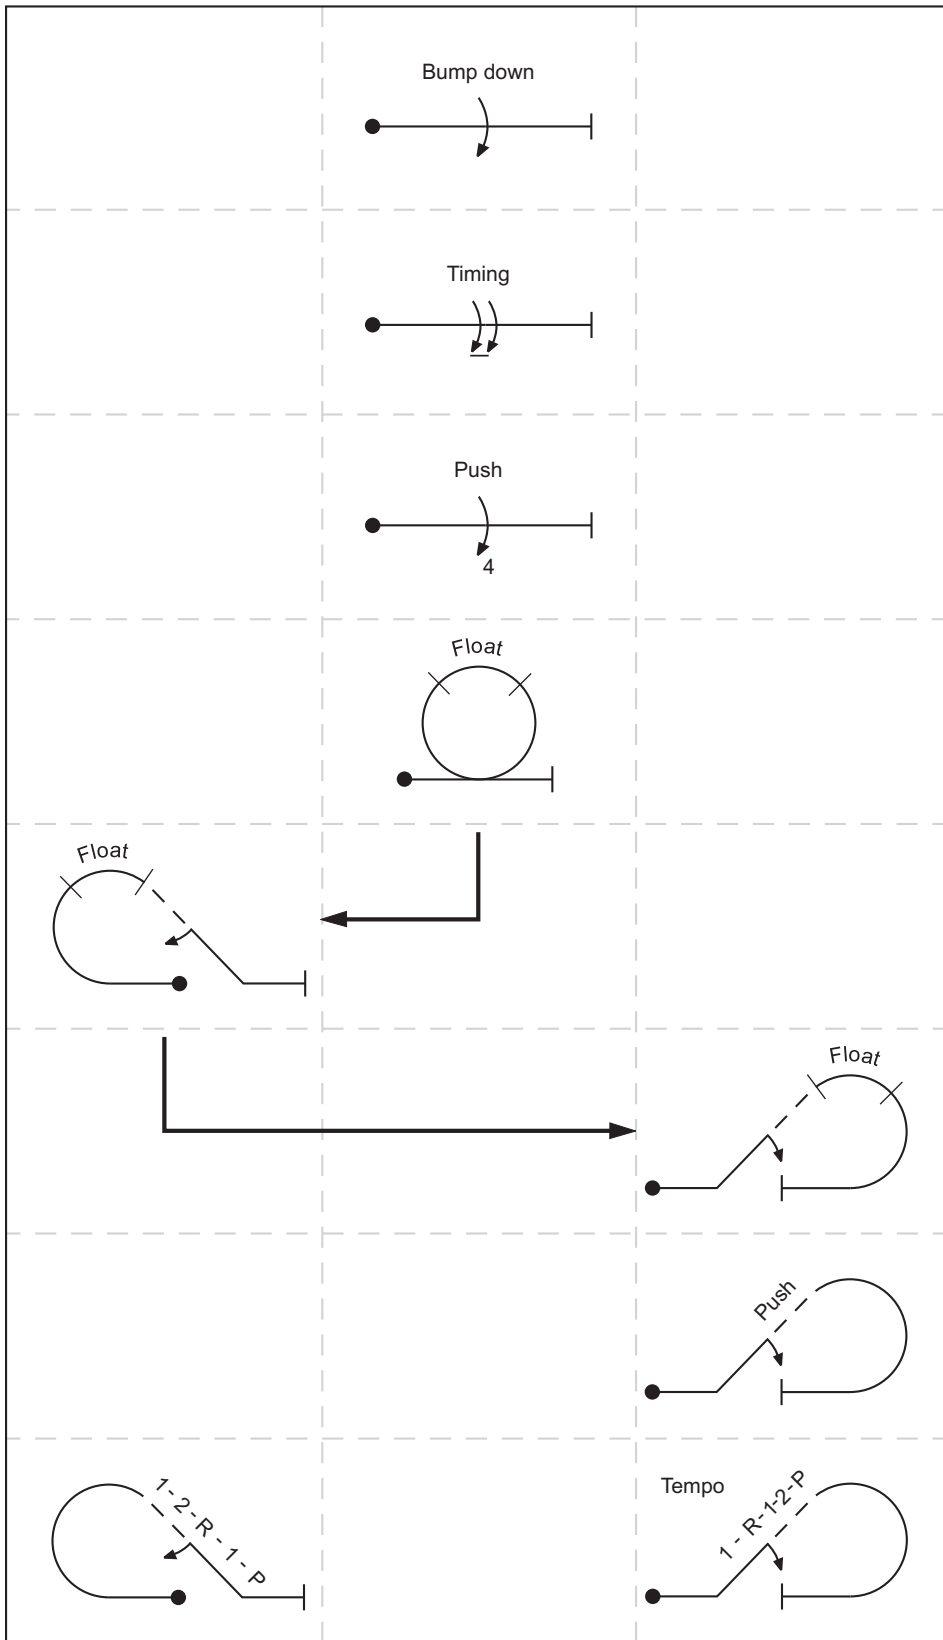 Bump down
Timing
Push
4
Float
Float
Float
Push
1-2-R-1-P
Tempo
1-R-1-2-P